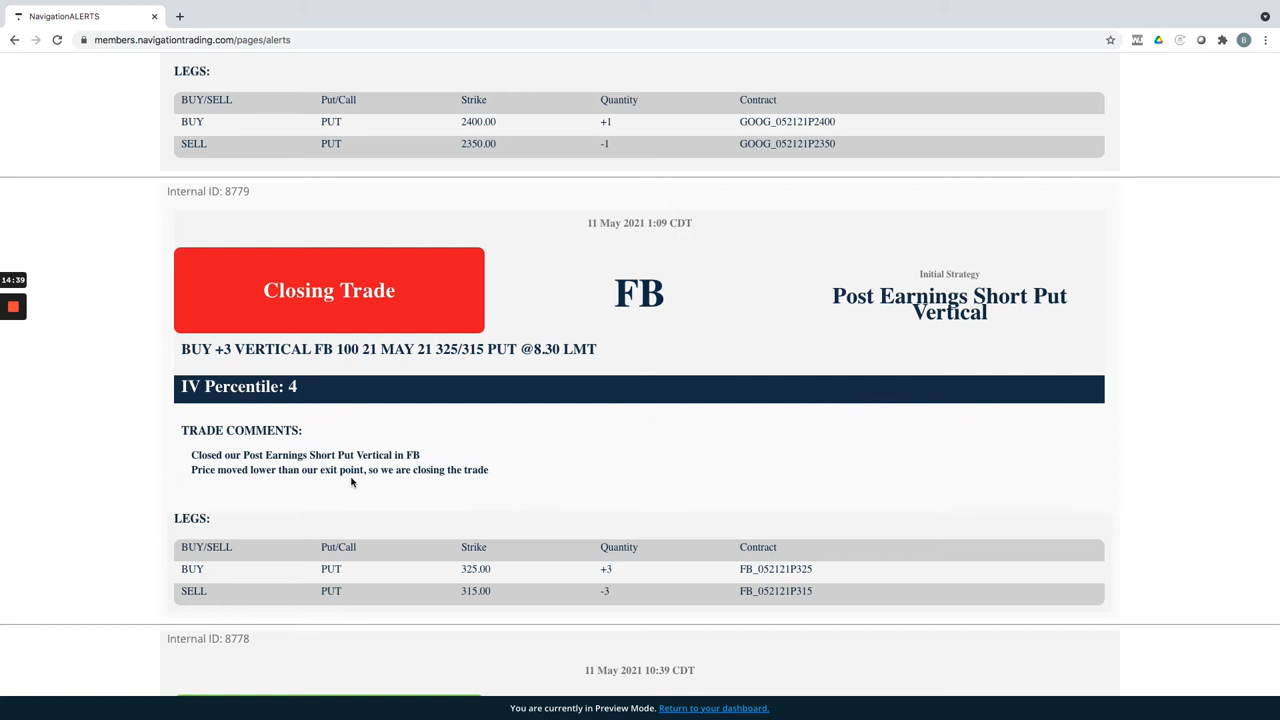 NavigationALERTS
members.navigationtrading.com/pages/alerts
B
LEGS:
BUY/SELL Put/Call Strike Quantity Contract
BUY PUT 2400.00 +1 GOOG_052121P2400
SELL PUT 2350.00 -1 GOOG_052121P2350
Internal ID: 8779
11 May 2021 1:09 CDT
14:39
Closing Trade
FB
Initial Strategy
Post Earnings Short Put
Vertical
BUY +3 VERTICAL FB 100 21 MAY 21 325/315 PUT @8.30 LMT
IV Percentile: 4
TRADE COMMENTS:
Closed our Post Earnings Short Put Vertical in FB
Price moved lower than our exit point, so we are closing the trade
LEGS:
BUY/SELL Put/Call Strike Quantity Contract
BUY PUT 325.00 +3 FB_052121P325
SELL PUT 315.00 -3 FB_052121P315
Internal ID: 8778
11 May 2021 10:39 CDT
You are currently in Preview Mode. Return to your dashboard.